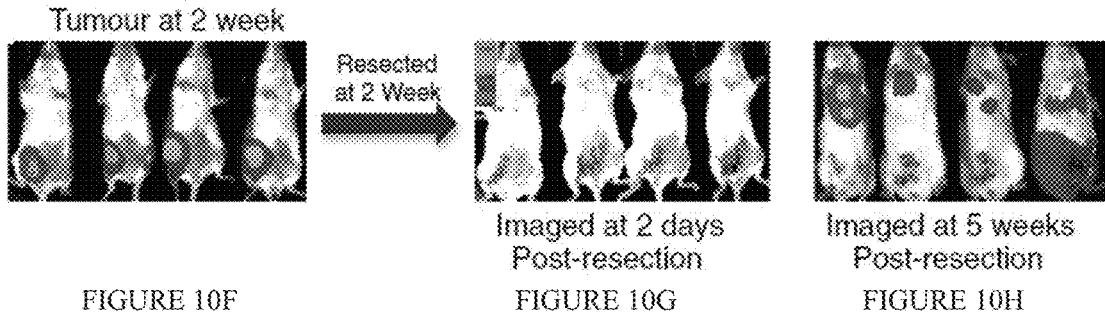 Tumour at 2 week
Resected
at 2 Week
Imaged at 2 days
Post-resection
Imaged at 5 weeks
Post-resection
FIGURE 10F
FIGURE 10G
FIGURE 10H